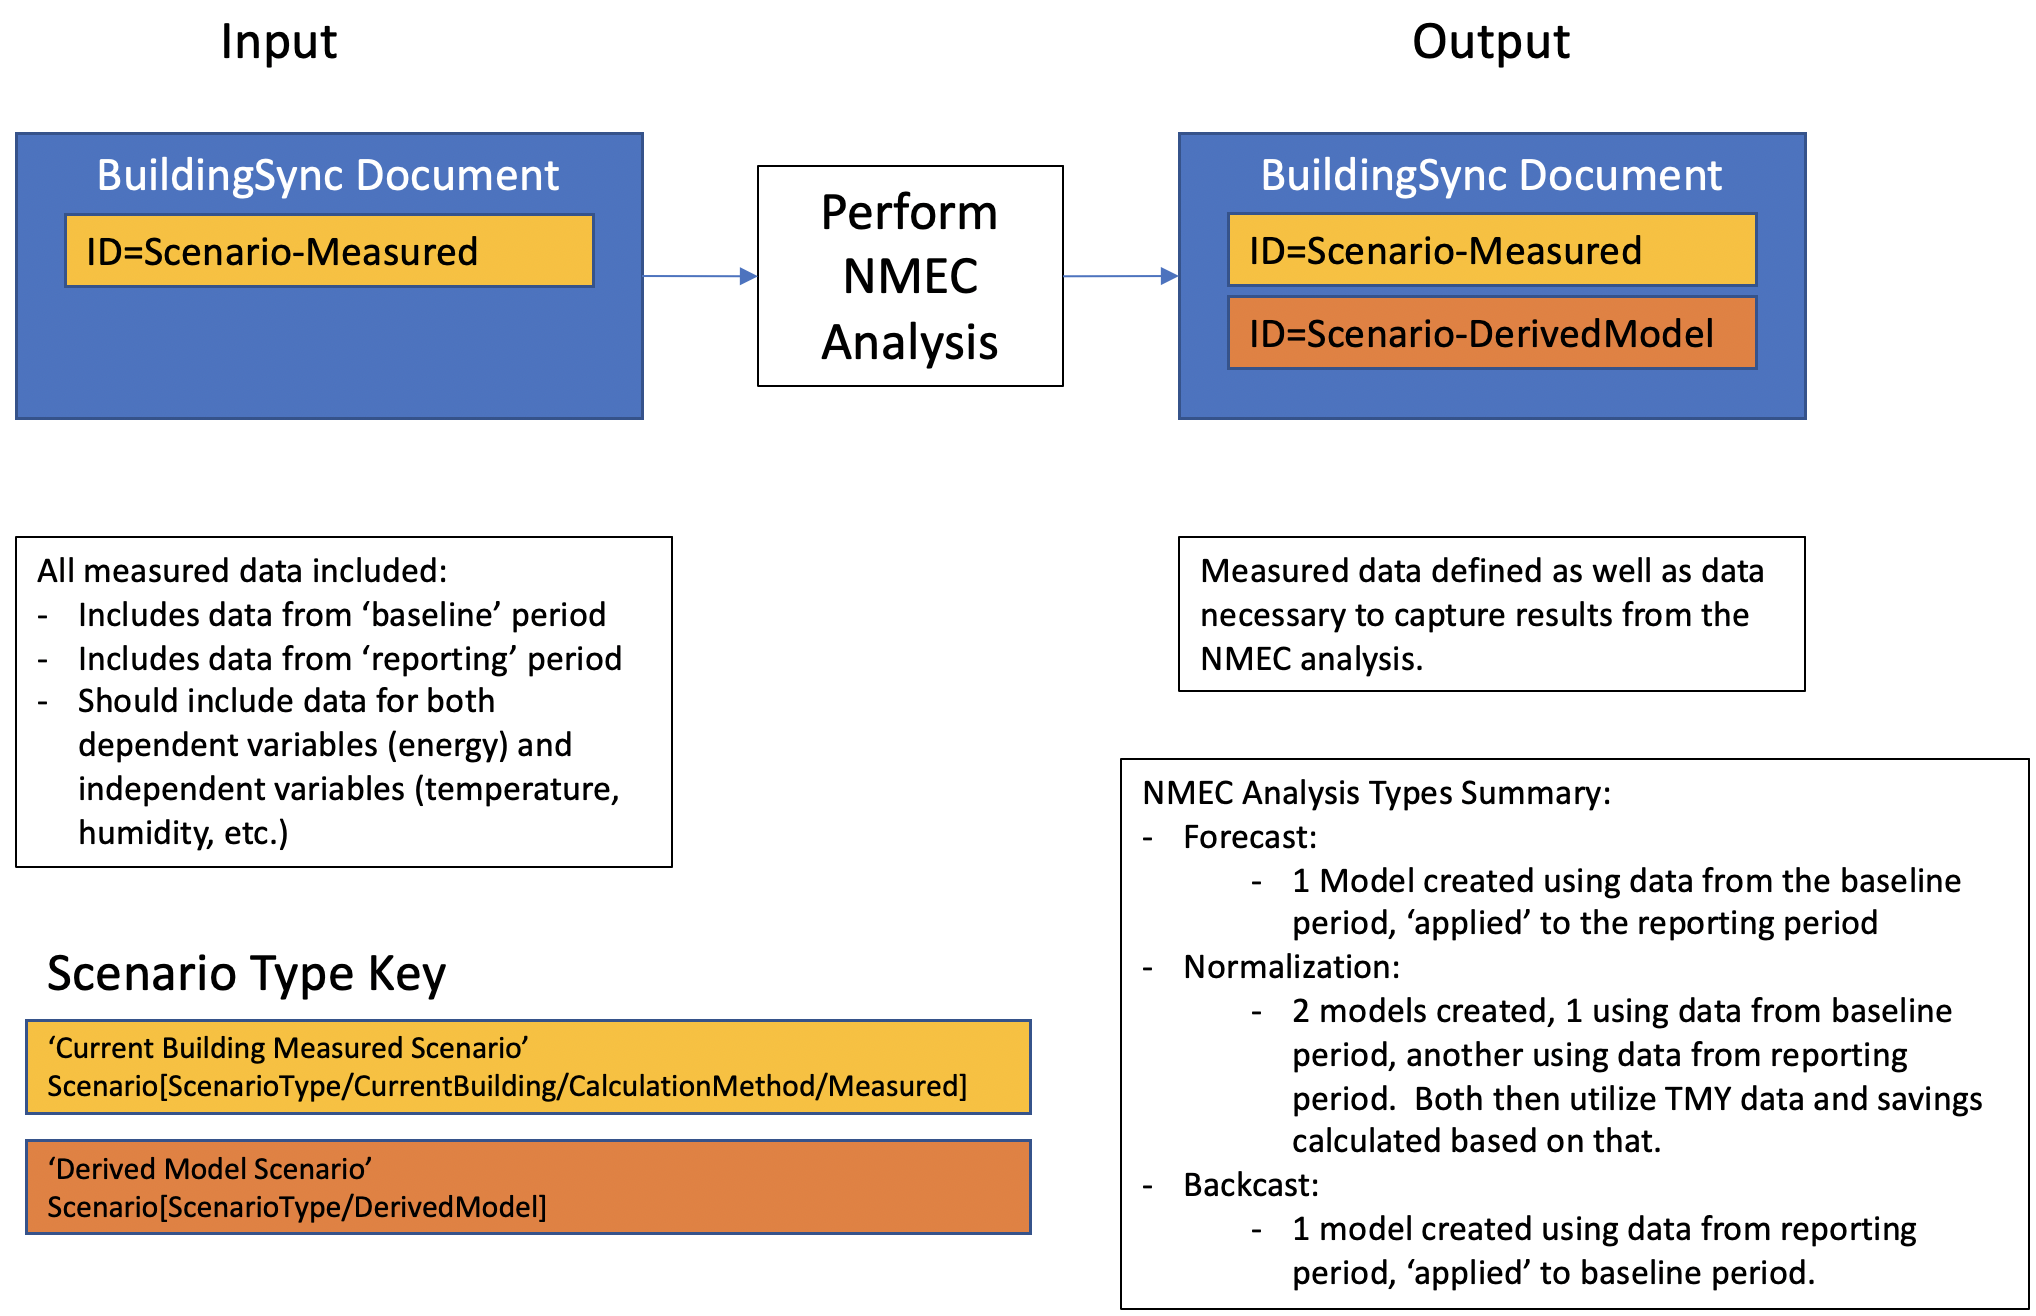 Input
Output
BuildingSync Document
ID=Scenario-Measured
Perform
NMEC
Analysis
BuildingSync Document
ID=Scenario-Measured
ID=Scenario-DerivedModel
All measured data included:
- Includes data from ‘baseline’ period
- Includes data from ‘reporting’ period
- Should include data for both
dependent variables (energy) and
independent variables (temperature,
humidity, etc.)
Measured data defined as well as data
necessary to capture results from the
NMEC analysis.
NMEC Analysis Types Summary:
- Forecast:
- 1 Model created using data from the baseline
period, ‘applied’ to the reporting period
- Normalization:
- 2 models created, 1 using data from baseline
period, another using data from reporting
period.  Both then utilize TMY data and savings
calculated based on that.
- Backcast:
- 1 model created using data from reporting
period, ‘applied’ to baseline period.
Scenario Type Key
‘Current Building Measured Scenario’
Scenario[ScenarioType/CurrentBuilding/CalculationMethod/Measured]
‘Derived Model Scenario’
Scenario[ScenarioType/DerivedModel]